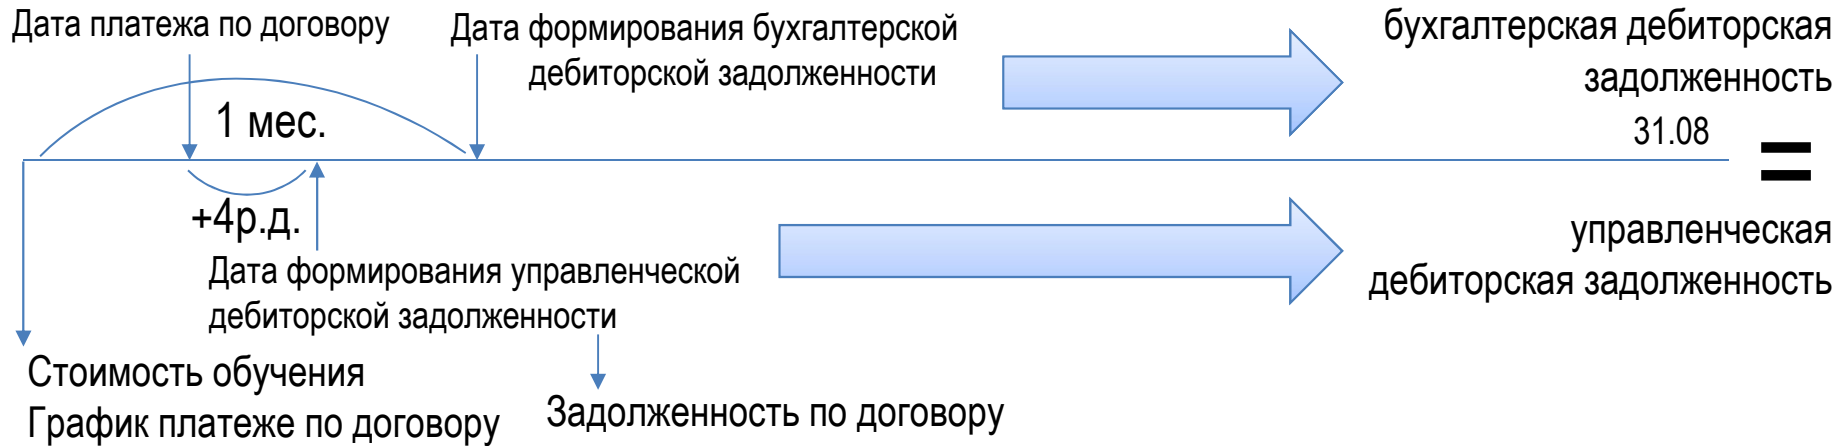 Дата платежа по договору
Дата формирования бухгалтерской
дебиторской задолженности
бухгалтерская дебиторская
задолженность
1 мес.
31.08
=
+4р.д.
управленческая
дебиторская задолженность
Дата формирования управленческой
дебиторской задолженности
Стоимость обучения
График платеже по договору
Задолженность по договору